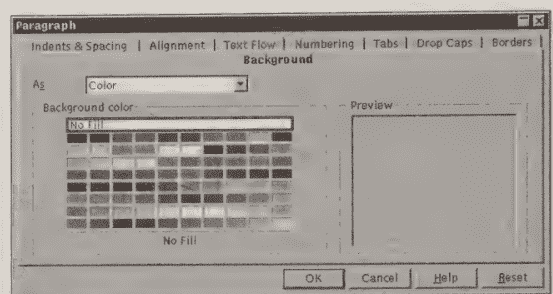 Paragraph
Indents & Spacing | Alignment | Text Flow | Numbering | Tabs | Drop Caps | Borders |
Background
As Color
Background color Preview
No Fill
No Fill
OK Cancel Help Reset